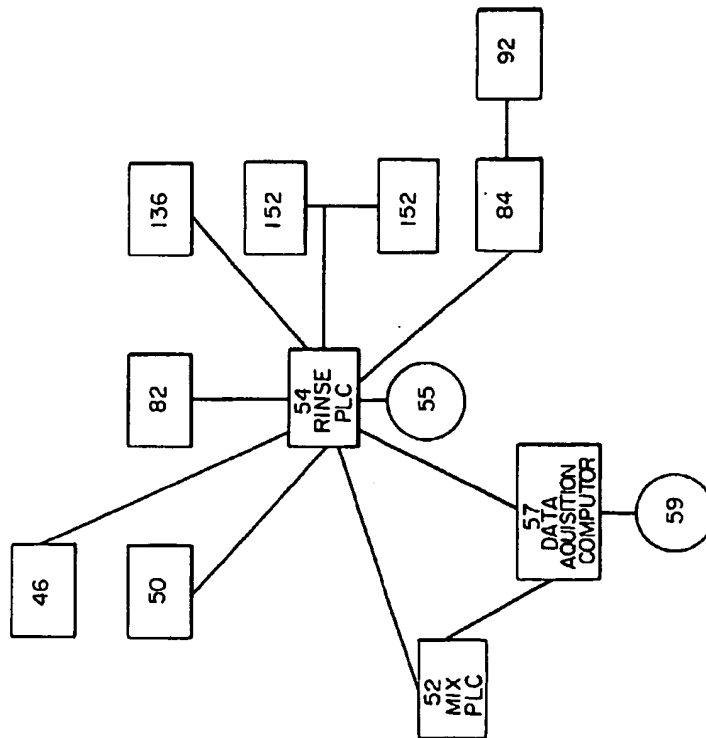 46
50
82
136
152
152
84
92
54
RINSE
PLC
55
52
MIX
PLC
57
DATA
AQUISITION
COMPUTOR
59